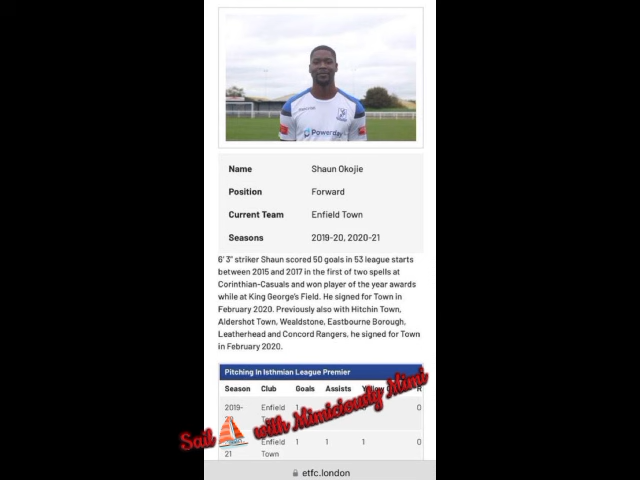 Powerday
Name Shaun Okojie
Position Forward
Current Team Enfield Town
Seasons 2019-20, 2020-21
6' 3" striker Shaun scored 50 goals in 53 league starts
between 2015 and 2017 in the first of two spells at
Corinthian-Casuals and won player of the year awards
while at King George's Field. He signed for Town in
February 2020. Previously also with Hitchin Town,
Aldershot Town, Wealdstone, Eastbourne Borough,
Leatherhead and Concord Rangers, he signed for Town
in February 2020.
Pitching In Isthmian League Premier
Season Club Goals Assists
2019- Enfield 1 0
Sail with Mimiciously Mimi
Enfield 1 1 1 0
21 Town
etfc.london